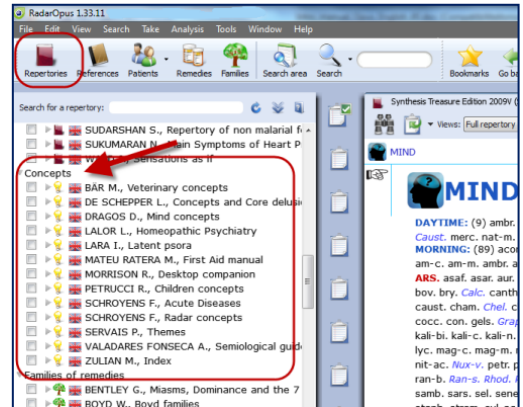 RadarOpus 1.33.11
File Edit View Search Take Analysis Tools Window Help
Repertories References Patients Remedies Families Search area Search Bookmarks Go ba
Search for a repertory:
SUDARSHAN S., Repertory of non malarial f
SUKUMARAN N., Main Symptoms of Heart P
Sensations as if
Concepts
BÄR M., Veterinary concepts
DE SCHEPPER L., Concepts and Core delusi
DRAGOS D., Mind concepts
LALOR L., Homeopathic Psychiatry
LARA I., Latent psora
MATEU RATERA M., First Aid manual
MORRISON R., Desktop companion
PETRUCCI R., Children concepts
SCHROYENS F., Acute Diseases
SCHROYENS F., Radar concepts
SERVAIS P., Themes
VALADARES FONSECA A., Semiological guid
ZULIAN M., Index
Families of remedies
BENTLEY G., Miasms, Dominance and the 7
BOYD W., Boyd families
Synthesis Treasure Edition 2009V (
Views: Full repertory
MIND
MIND
DAYTIME: (9) ambr.
Caust. merc. nat-m.
MORNING: (89) acon
am-c. am-m. ambr. a
ARS. asaf. asar. aur.
bov. bry. Calc. canth
caust. cham. Chel. c
cocc. con. gels. Grap
kali-bi. kali-c. kali-n.
lyc. mag-c. mag-m. m
nit-ac. Nux-v. petr. p
ran-b. Ran-s. Rhod. R
samb. sars. sel. sene